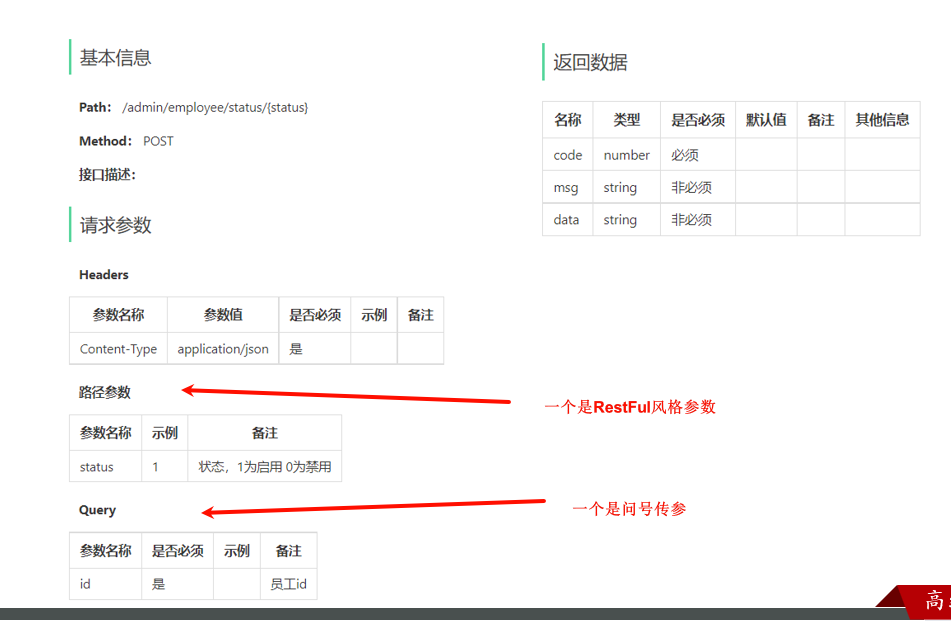 基本信息
Path： /admin/employee/status/{status}
Method： POST
接口描述：
请求参数
Headers
参数名称 参数值 是否必须 示例 备注
Content-Type application/json 是
路径参数
参数名称 示例 备注
status 1 状态，1为启用 0为禁用
Query
参数名称 是否必须 示例 备注
id 是 员工id
返回数据
名称 类型 是否必须 默认值 备注 其他信息
code number 必须
msg string 非必须
data string 非必须
一个是RestFul风格参数
一个是问号传参
高